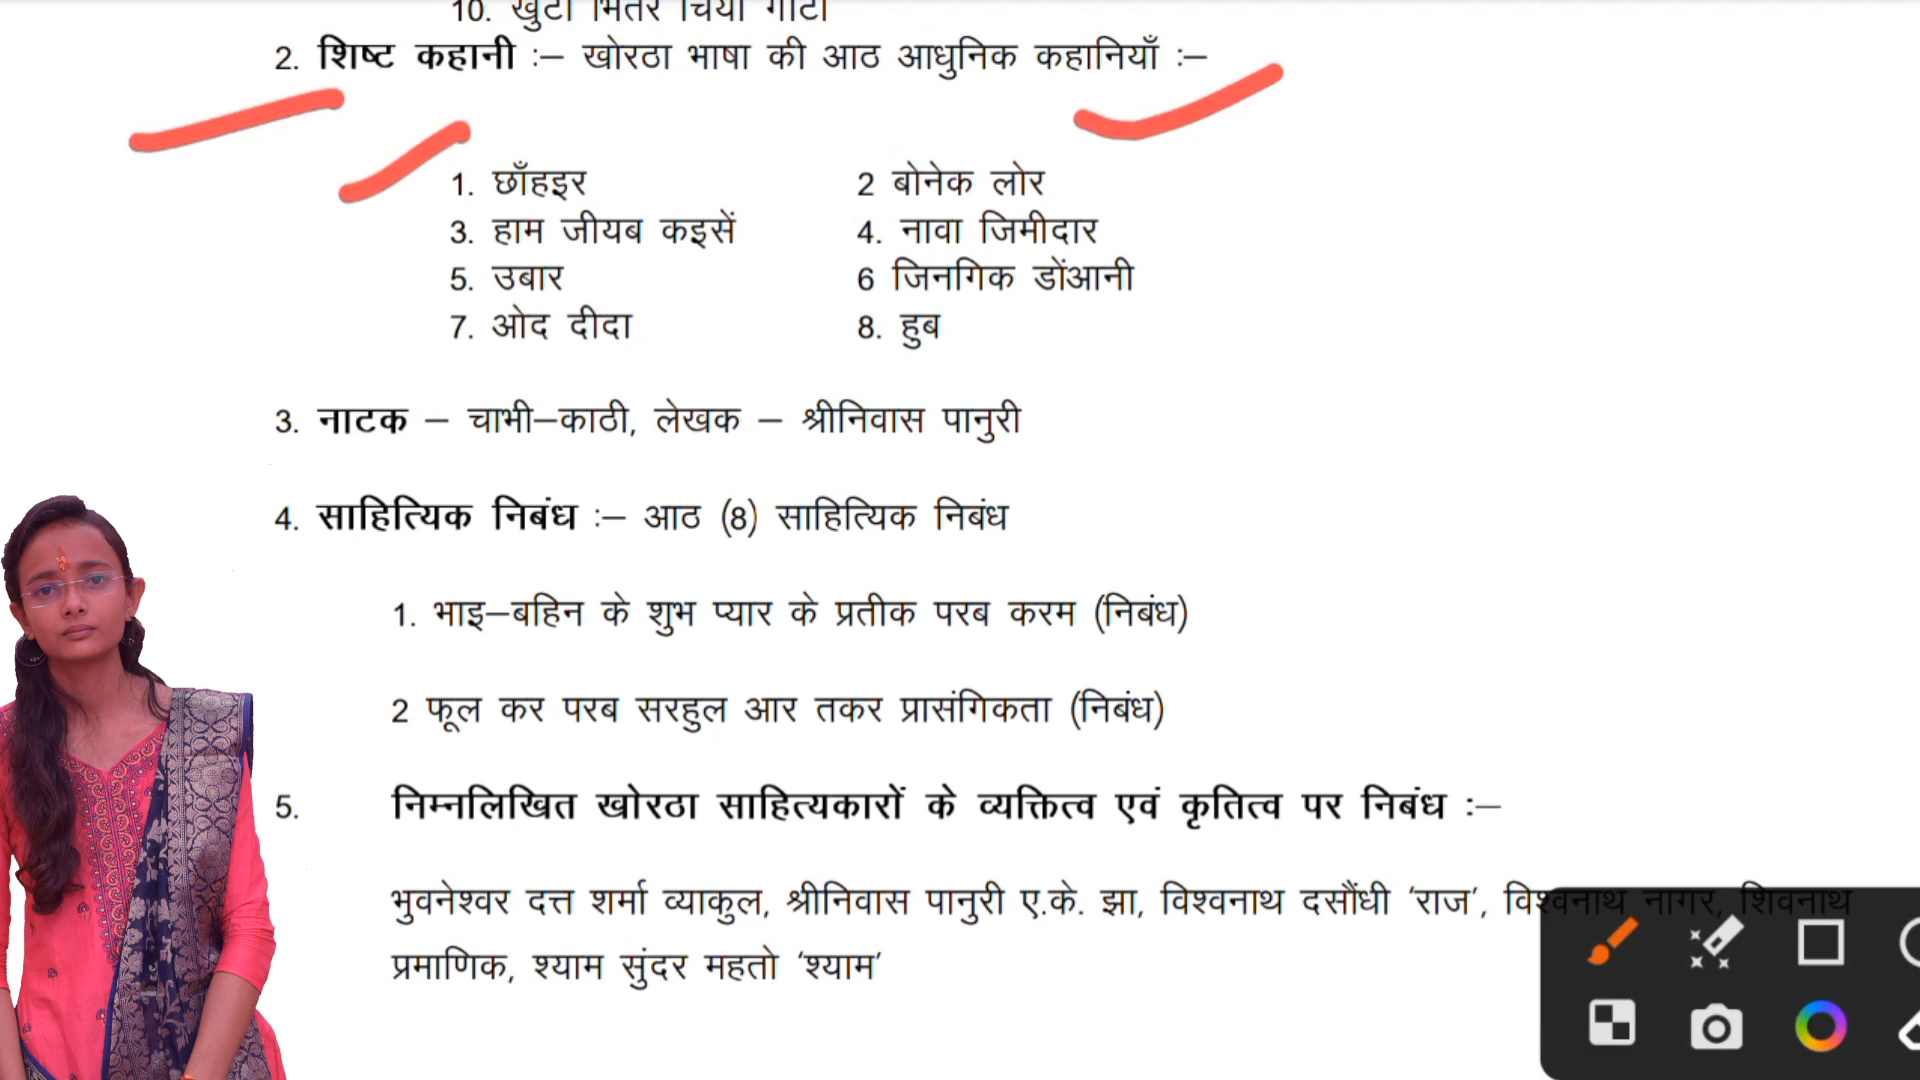 2. शिष्ट कहानी :– खोरठा भाषा की आठ आधुनिक कहानियाँ :–
1. छाँहइर 2 बोनेक लोर
3. हाम जीयब कइसें 4. नावा जिमीदार
5. उबार 6 जिनगिक डोंआनी
7. ओद दीदा 8. हुब
3. नाटक – चाभी–काठी, लेखक – श्रीनिवास पानुरी
4. साहित्यिक निबंध :– आठ (8) साहित्यिक निबंध
1. भाइ–बहिन के शुभ प्यार के प्रतीक परब करम (निबंध)
2 फूल कर परब सरहुल आर तकर प्रासंगिकता (निबंध)
5. निम्नलिखित खोरठा साहित्यकारों के व्यक्तित्व एवं कृतित्व पर निबंध :–
भुवनेश्वर दत्त शर्मा व्याकुल, श्रीनिवास पानुरी ए.के. झा, विश्वनाथ दसौंधी ‘राज’, विश्वनाथ नागर, शिवनाथ
प्रमाणिक, श्याम सुंदर महतो ‘श्याम’